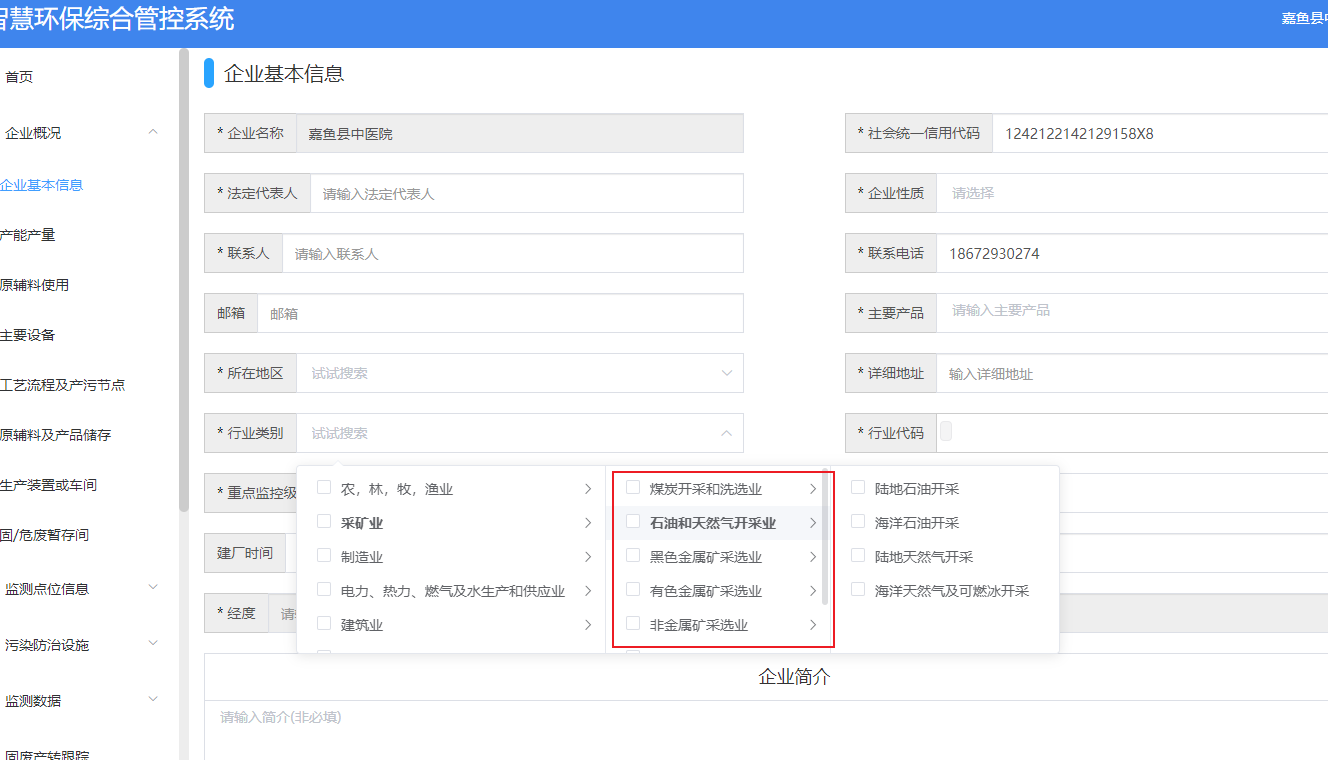 智慧环保综合管控系统
嘉鱼县中
首页
企业概况
企业基本信息
产能产量
原辅料使用
主要设备
工艺流程及产污节点
原辅料及产品储存
生产装置或车间
固/危废暂存间
监测点位信息
污染防治设施
监测数据
固废产转跟踪
企业基本信息
* 企业名称 嘉鱼县中医院
* 社会统一信用代码 1242122142129158X8
* 法定代表人 请输入法定代表人
* 企业性质 请选择
* 联系人 请输入联系人
* 联系电话 18672930274
邮箱 邮箱
* 主要产品 请输入主要产品
* 所在地区 试试搜索
* 详细地址 输入详细地址
* 行业类别 试试搜索
* 行业代码
* 重点监控级
建厂时间
* 经度 请
农，林，牧，渔业
采矿业
制造业
电力、热力、燃气及水生产和供应业
建筑业
煤炭开采和洗选业
石油和天然气开采业
黑色金属矿采选业
有色金属矿采选业
非金属矿采选业
陆地石油开采
海洋石油开采
陆地天然气开采
海洋天然气及可燃冰开采
企业简介
请输入简介(非必填)